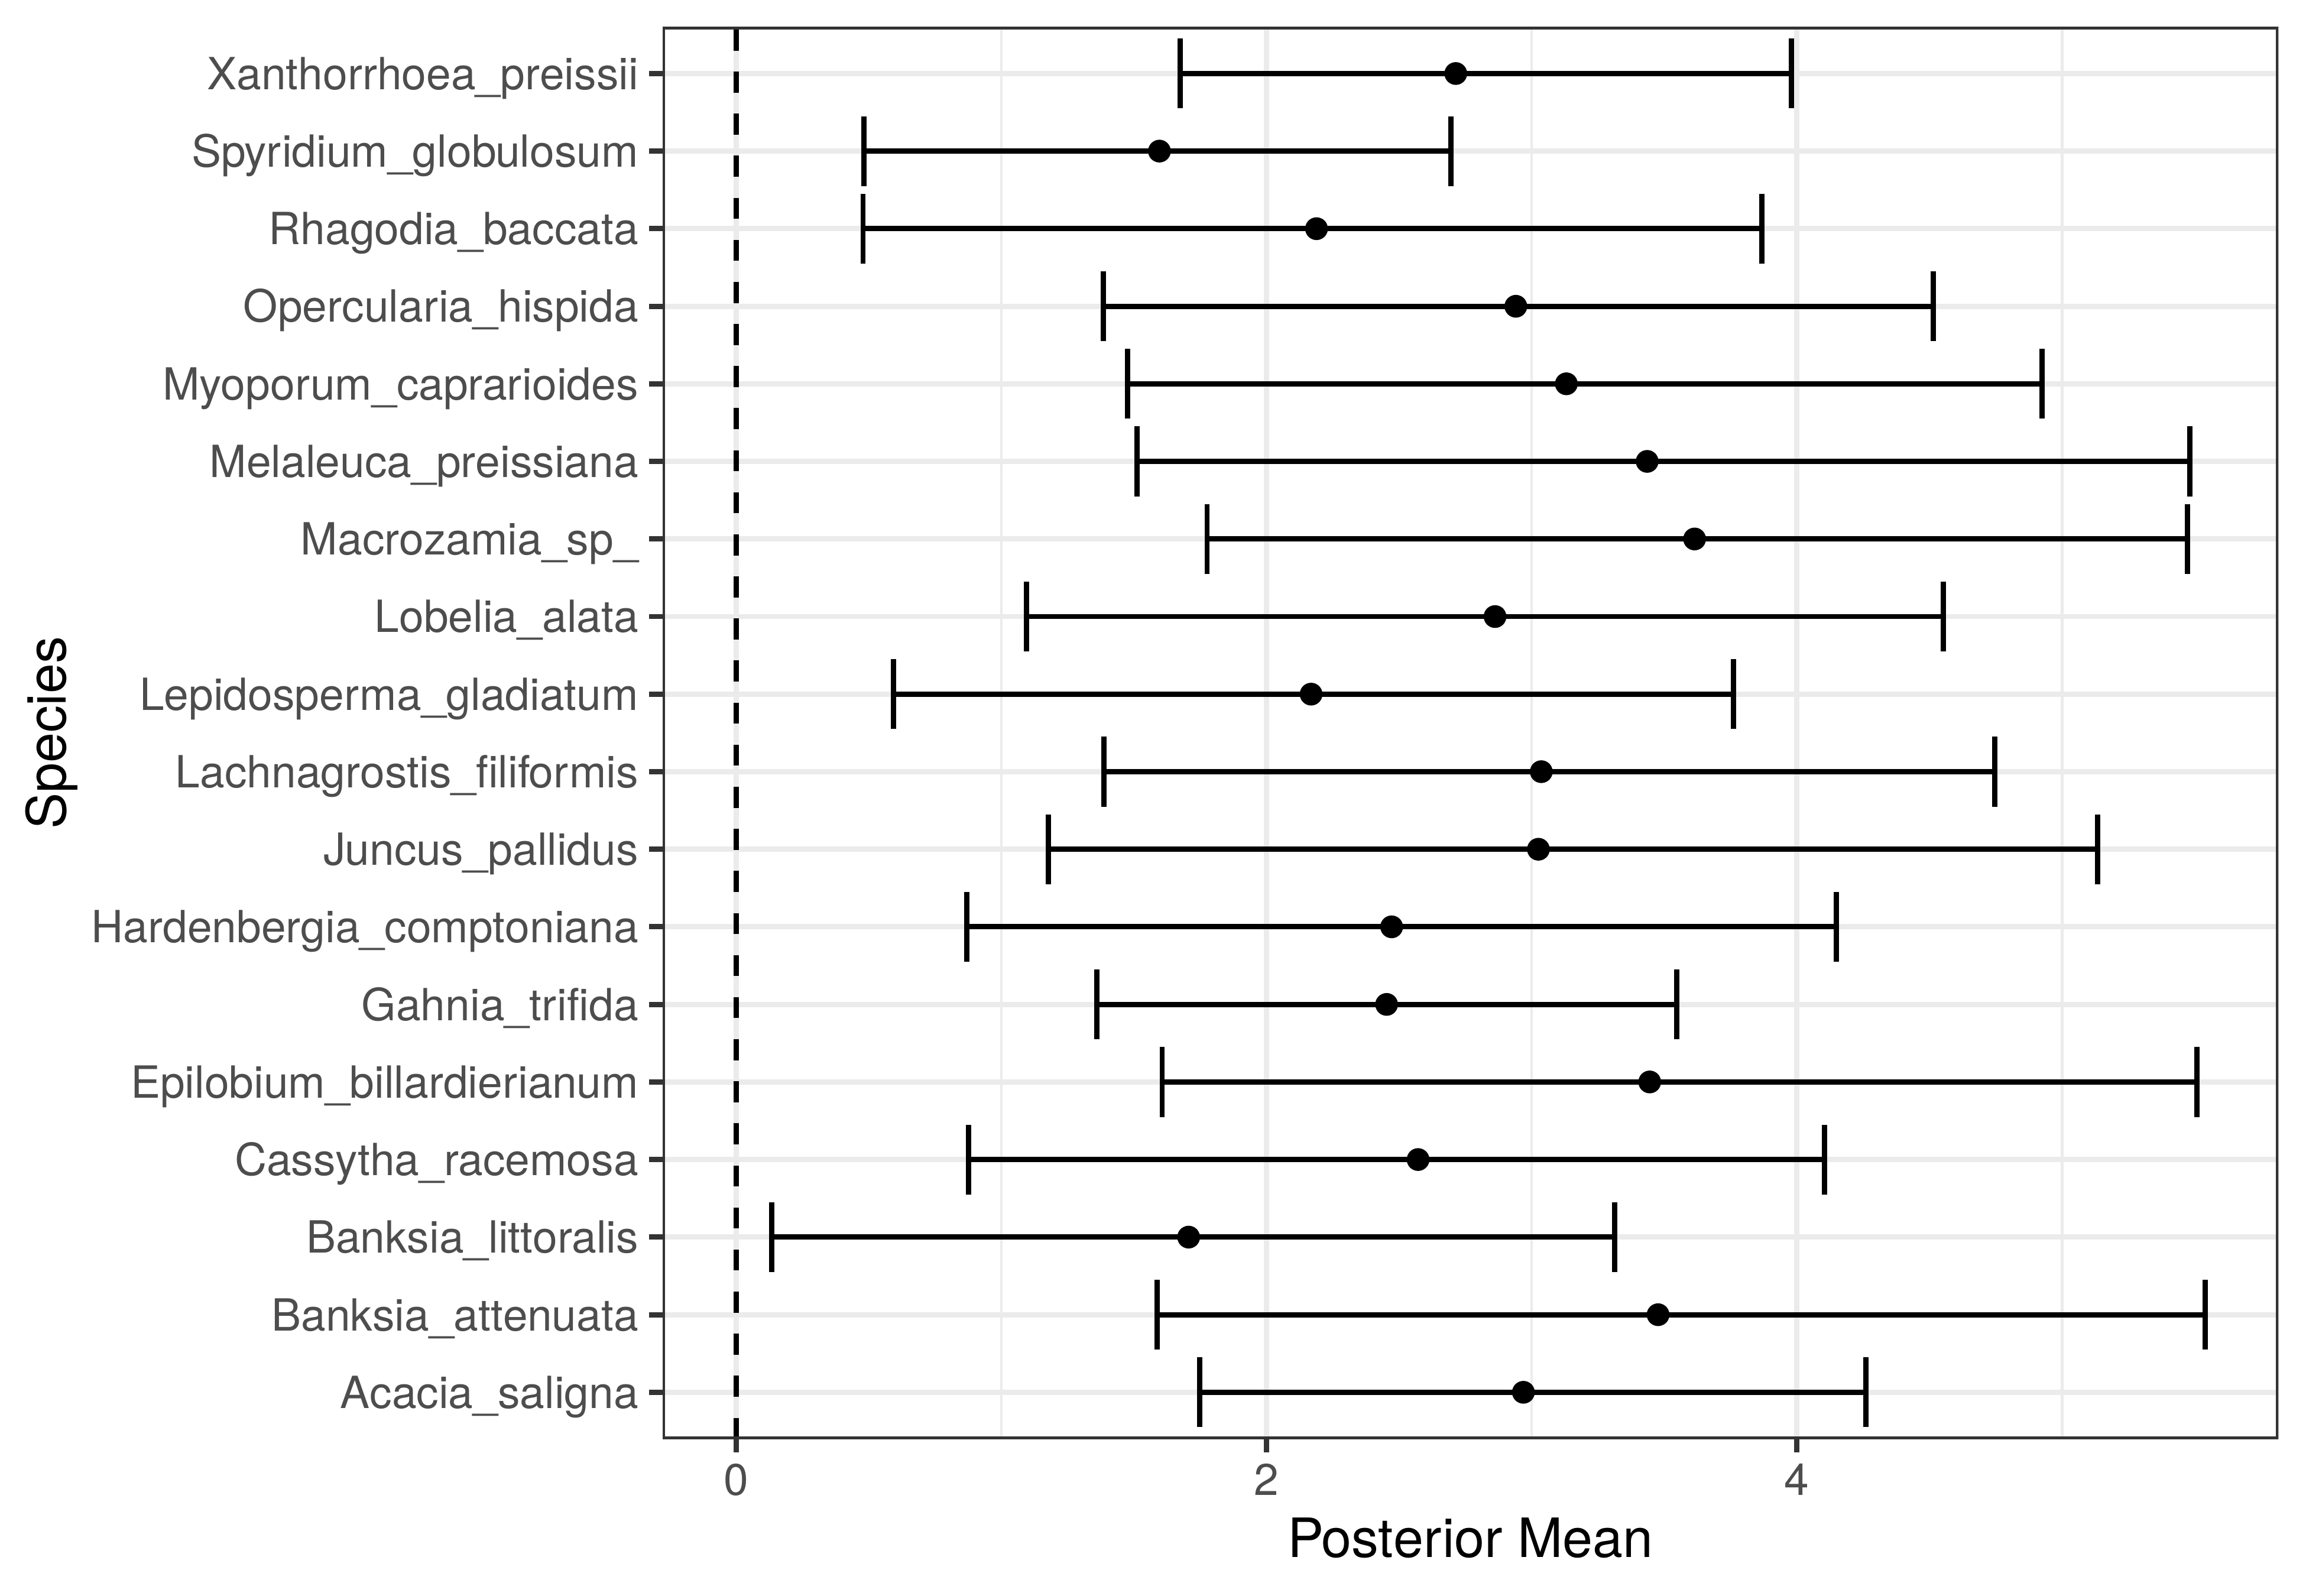 Xanthorrhoea_preissii
Spyridium_globulosum
Rhagodia_baccata
Opercularia_hispida
Myoporum_caprarioides
Melaleuca_preissiana
Macrozamia_sp_
Lobelia_alata
Lepidosperma_gladiatum
Lachnagrostis_filiformis
Juncus_pallidus
Hardenbergia_comptoniana
Gahnia_trifida
Epilobium_billardierianum
Cassytha_racemosa
Banksia_littoralis
Banksia_attenuata
Acacia_saligna
Species
0 2 4
Posterior Mean